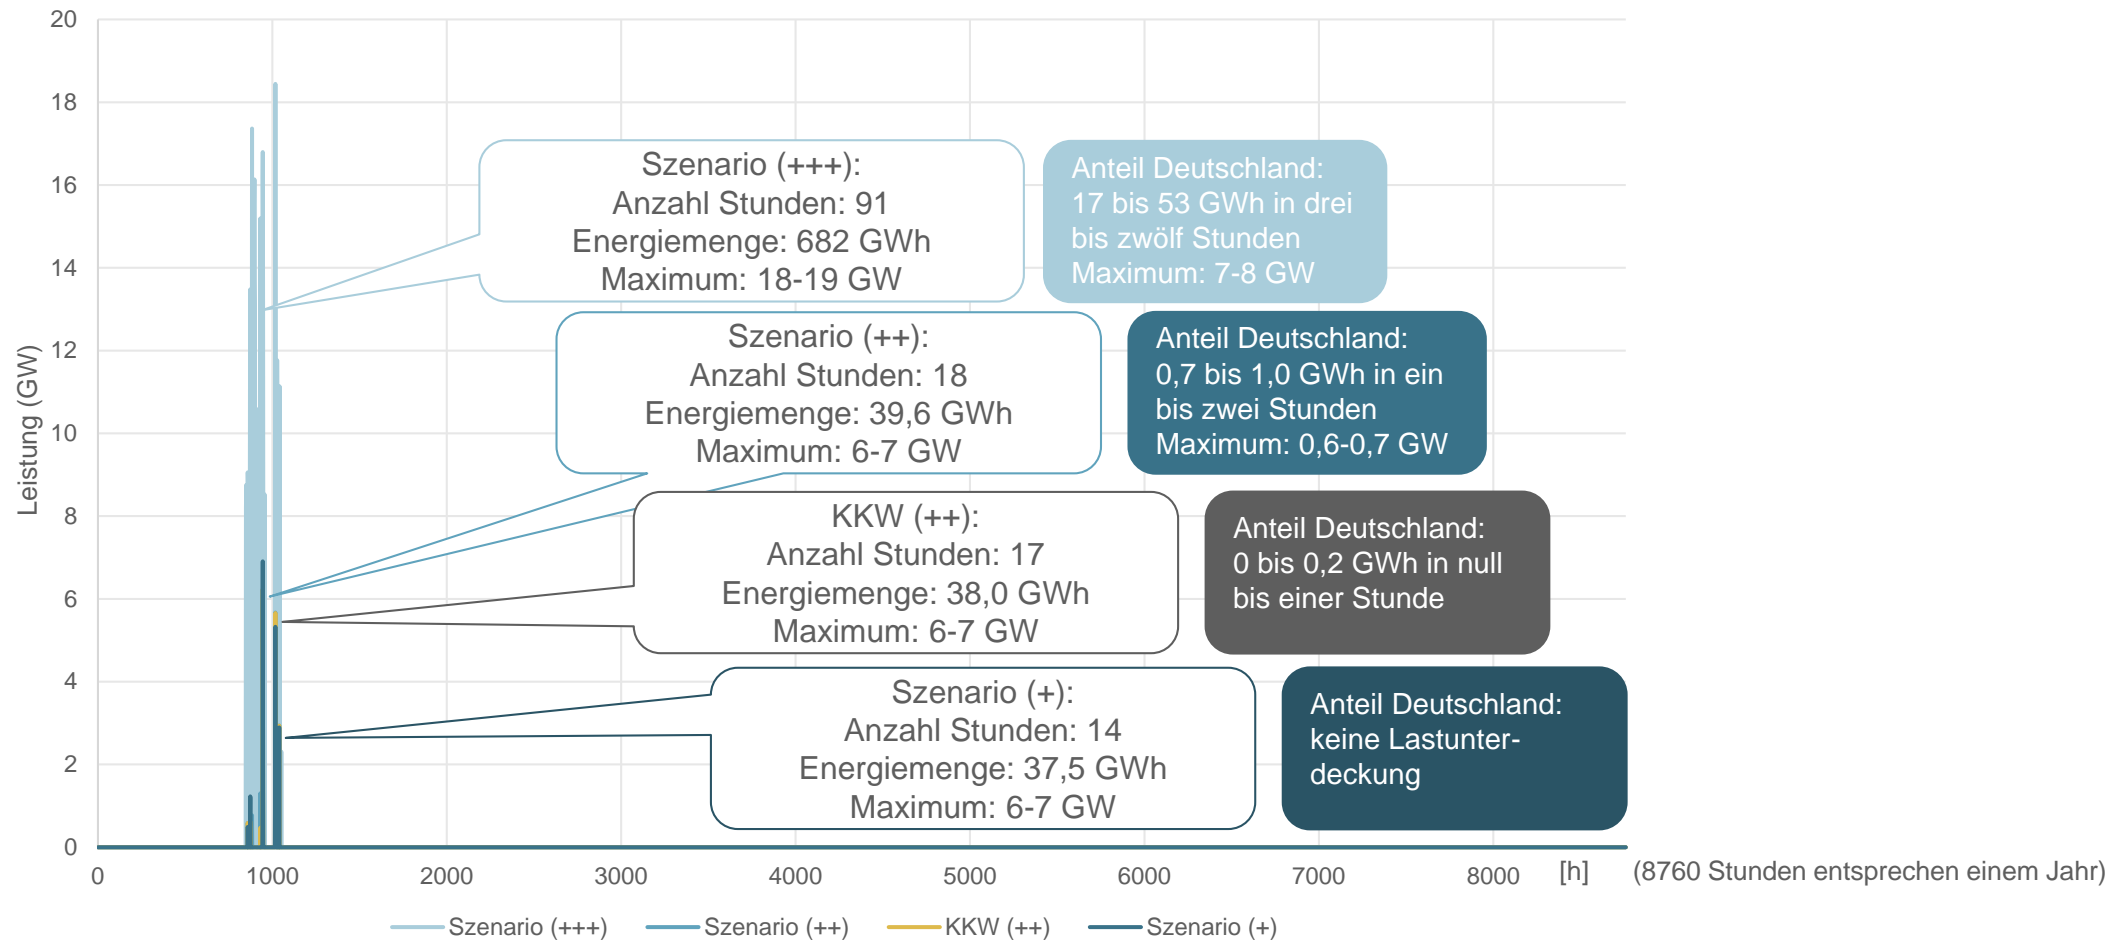 20
18
16
14
12
10
8
6
4
2
0
Leistung (GW)
Szenario (+++):
Anzahl Stunden: 91
Energiemenge: 682 GWh
Maximum: 18-19 GW
Anteil Deutschland:
17 bis 53 GWh in drei
bis zwölf Stunden
Maximum: 7-8 GW
Szenario (++):
Anzahl Stunden: 18
Energiemenge: 39,6 GWh
Maximum: 6-7 GW
Anteil Deutschland:
0,7 bis 1,0 GWh in ein
bis zwei Stunden
Maximum: 0,6-0,7 GW
KKW (++):
Anzahl Stunden: 17
Energiemenge: 38,0 GWh
Maximum: 6-7 GW
Anteil Deutschland:
0 bis 0,2 GWh in null
bis einer Stunde
Szenario (+):
Anzahl Stunden: 14
Energiemenge: 37,5 GWh
Maximum: 6-7 GW
Anteil Deutschland:
keine Lastunter-
deckung
0 1000 2000 3000 4000 5000 6000 7000 8000 [h] (8760 Stunden entsprechen einem Jahr)
Szenario (+++) Szenario (++) KKW (++) Szenario (+)